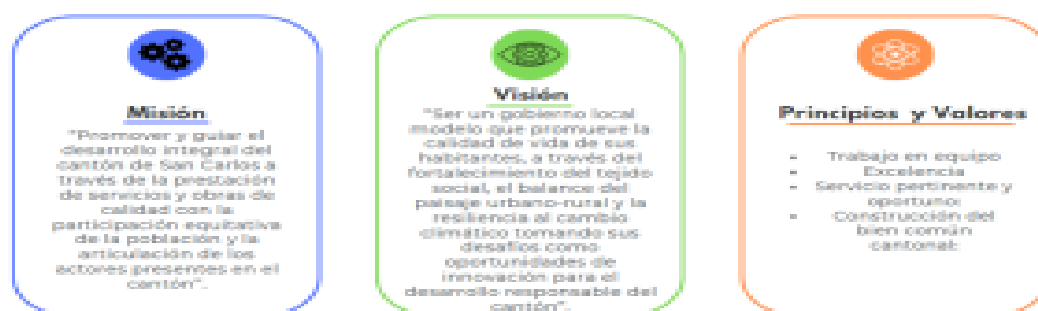 Misión
"Promover y guiar el
desarrollo integral del
cantón de San Carlos a
través de la prestación
de servicios y obras de
calidad con la
participación equitativa
de la población y la
articulación de los
actores presentes en el
cantón".
Visión
"Ser un gobierno local
modelo que promueve la
calidad de vida de sus
habitantes, a través del
fortalecimiento del tejido
social, el balance del
paisaje urbano-rural y la
resiliencia al cambio
climático tomando sus
desafíos como
oportunidades de
innovación para el
desarrollo responsable del
cantón".
Principios y Valores
• Trabajo en equipo
• Excelencia
• Servicio pertinente y
oportuno:
• Construcción del
bien común
cantonal: